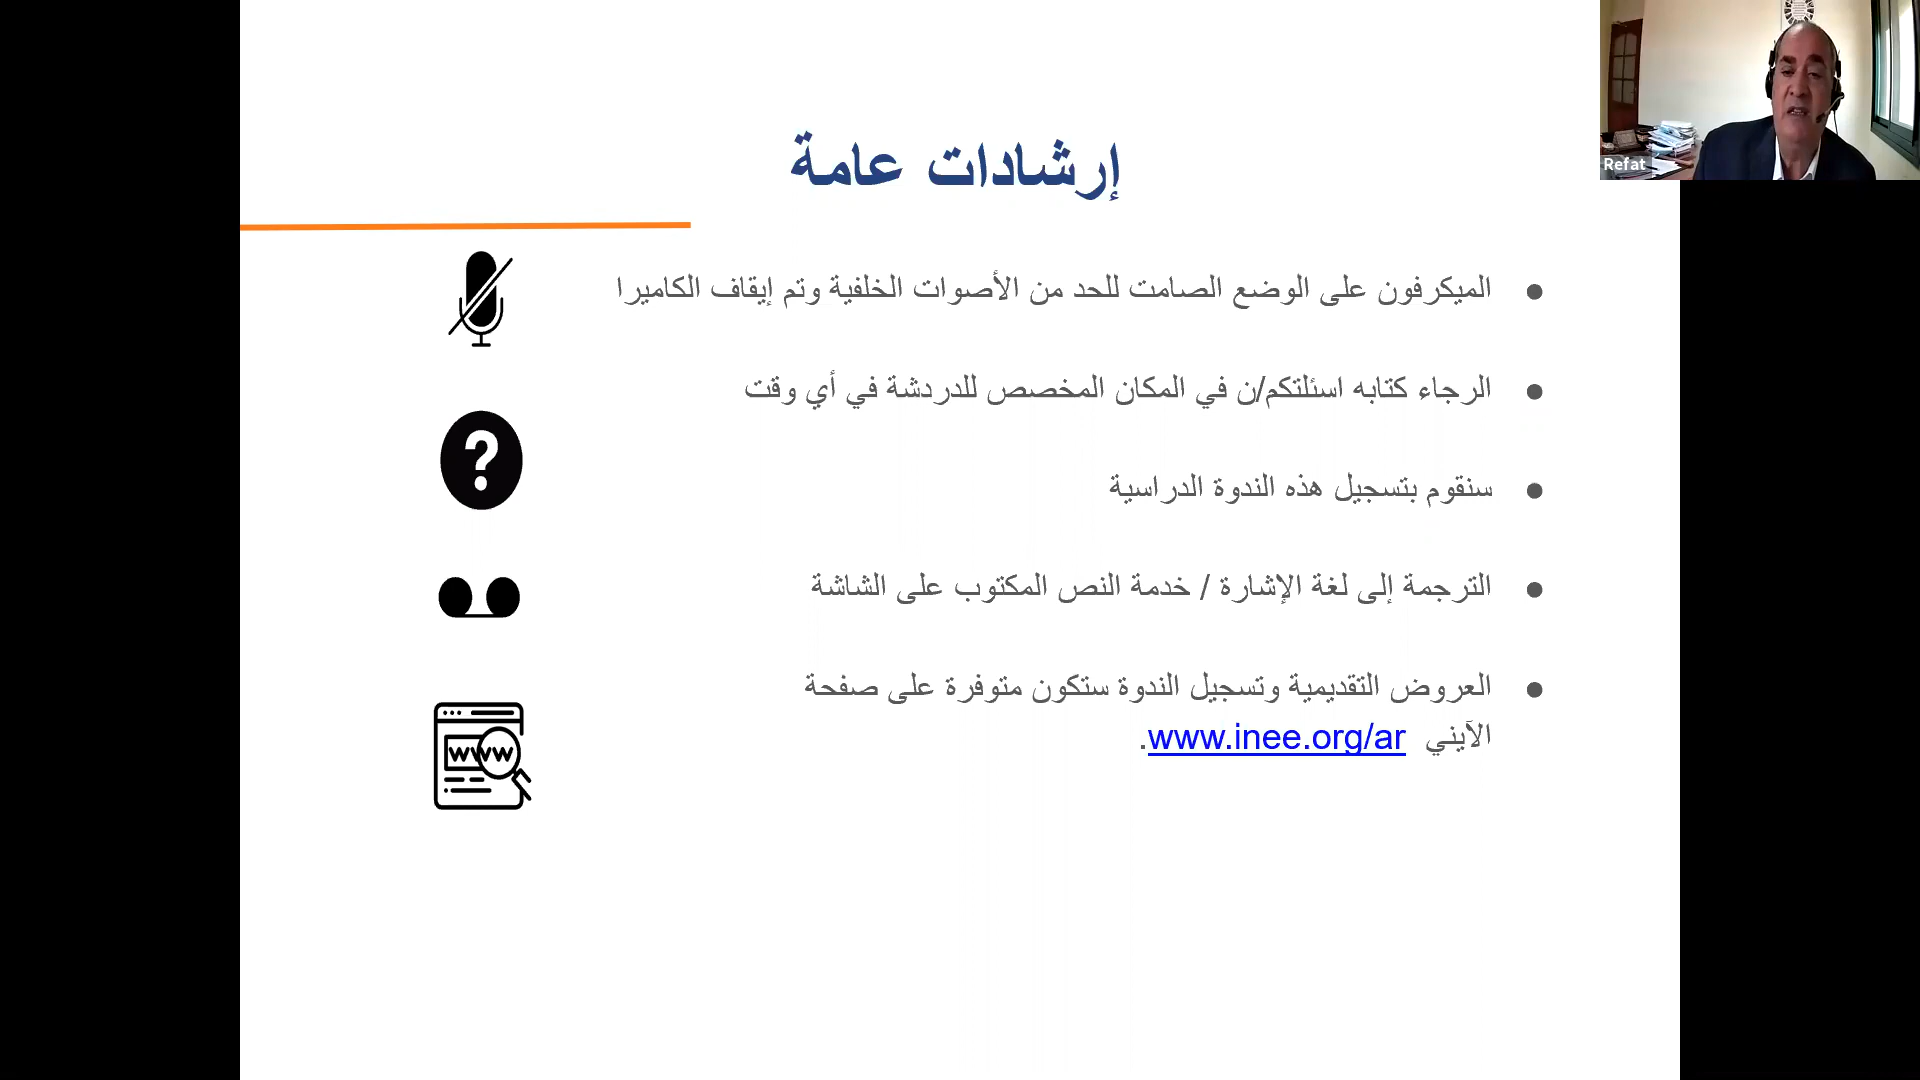 إرشادات عامة
الميكرفون على الوضع الصامت للحد من الأصوات الخلفية وتم إيقاف الكاميرا
الرجاء كتابه اسئلتكم/ن في المكان المخصص للدردشة في أي وقت
سنقوم بتسجيل هذه الندوة الدراسية
الترجمة إلى لغة الإشارة / خدمة النص المكتوب على الشاشة
العروض التقديمية وتسجيل الندوة ستكون متوفرة على صفحة
الآيني www.inee.org/ar.
www
Refat